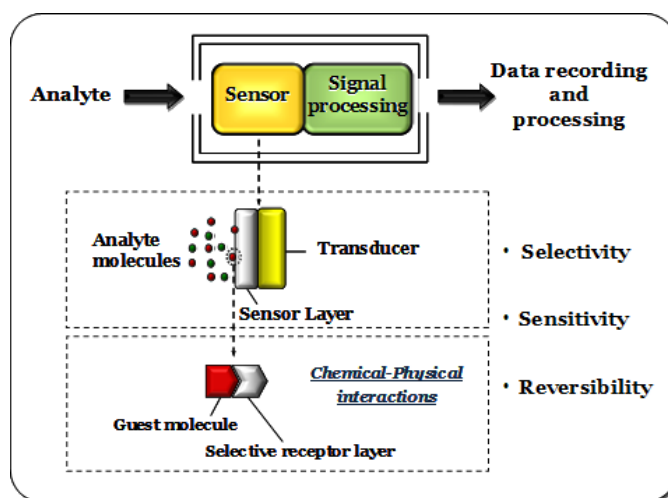 Analyte
Sensor
Signal
processing
Data recording
and
processing
Analyte
molecules
Transducer
Sensor Layer
• Selectivity
• Sensitivity
• Reversibility
Chemical-Physical
interactions
Guest molecule
Selective receptor layer